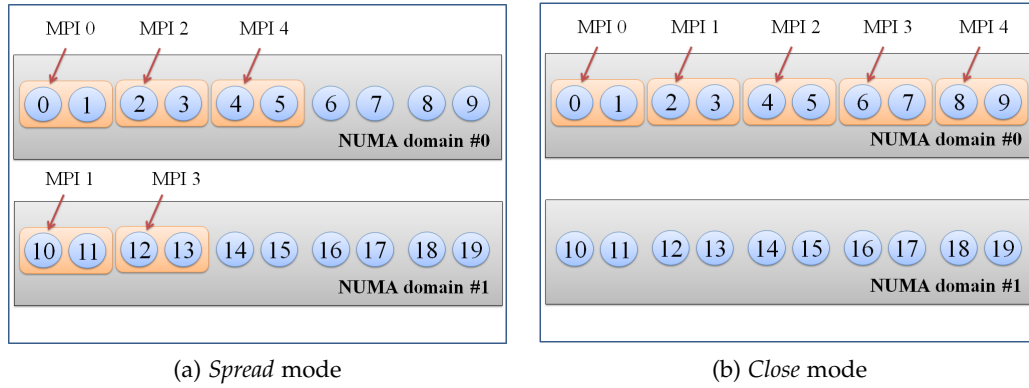 MPI 0 MPI 2 MPI 4
0 1 2 3 4 5 6 7 8 9
NUMA domain #0
MPI 1 MPI 3
10 11 12 13 14 15 16 17 18 19
NUMA domain #1
(a) Spread mode
MPI 0 MPI 1 MPI 2 MPI 3 MPI 4
0 1 2 3 4 5 6 7 8 9
NUMA domain #0
10 11 12 13 14 15 16 17 18 19
NUMA domain #1
(b) Close mode